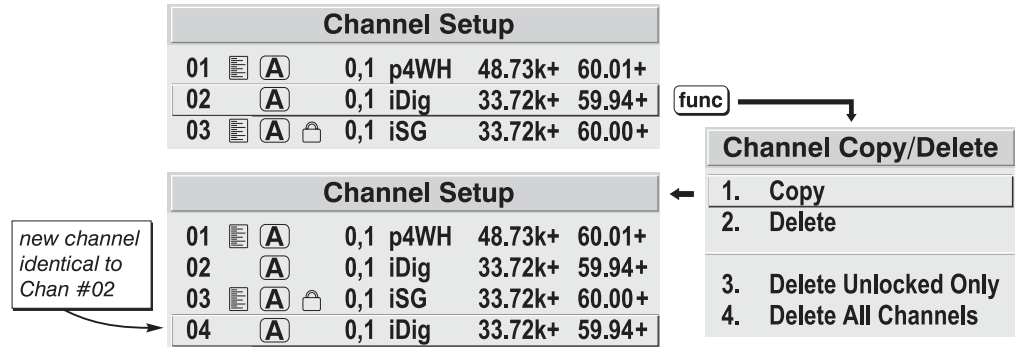 Channel Setup
01 A 0,1 p4WH 48.73k+ 60.01+
02 A 0,1 iDig 33.72k+ 59.94+
03 A 0,1 iSG 33.72k+ 60.00+
func
Channel Copy/Delete
1. Copy
2. Delete
3. Delete Unlocked Only
4. Delete All Channels
Channel Setup
01 A 0,1 p4WH 48.73k+ 60.01+
02 A 0,1 iDig 33.72k+ 59.94+
03 A 0,1 iSG 33.72k+ 60.00+
04 A 0,1 iDig 33.72k+ 59.94+
new channel
identical to
Chan #02